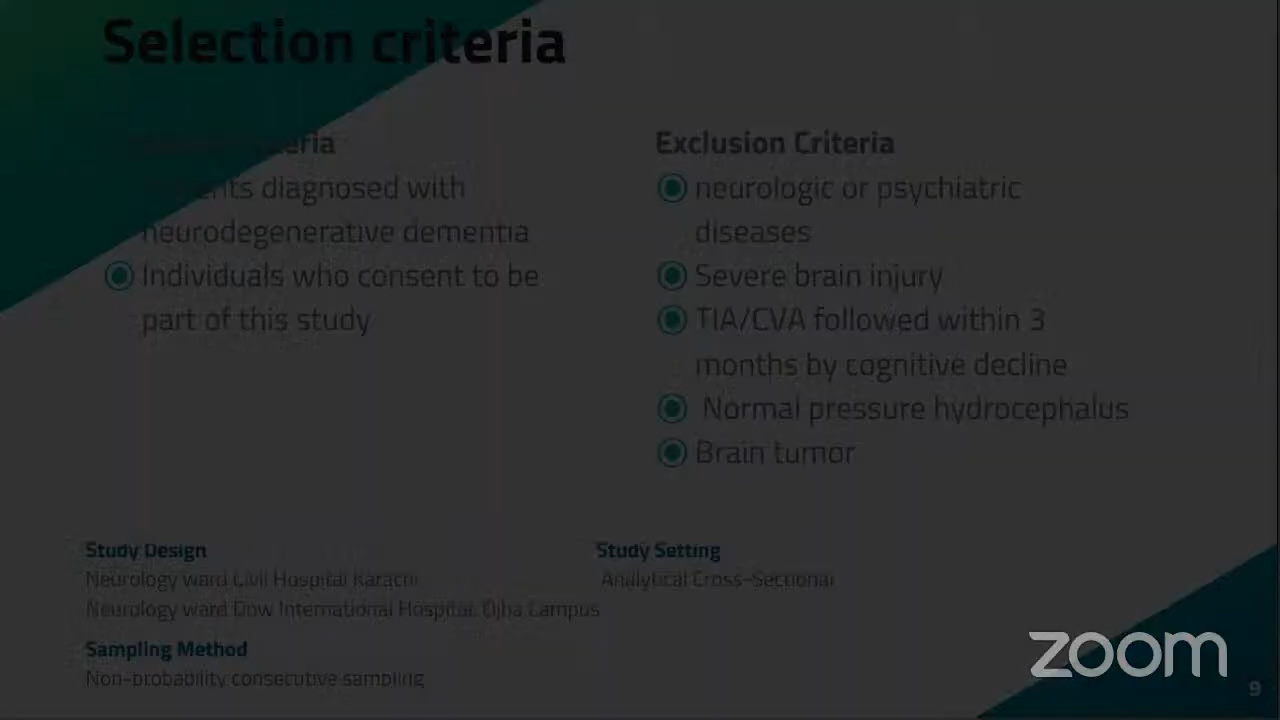 Selection criteria
Criteria
Patients diagnosed with
neurodegenerative dementia
Individuals who consent to be
part of this study
Exclusion Criteria
neurologic or psychiatric
diseases
Severe brain injury
TIA/CVA followed within 3
months by cognitive decline
Normal pressure hydrocephalus
Brain tumor
Study Design
Neurology ward Civil Hospital Karachi
Neurology ward Dow International Hospital, Ojha Campus
Study Setting
Analytical Cross-Sectional
Sampling Method
Non-probability consecutive sampling
zoom
9